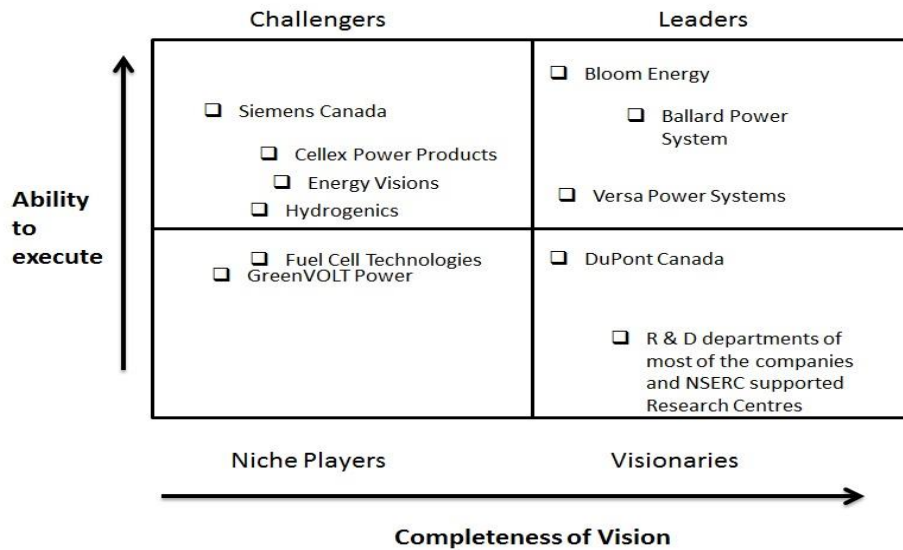 Challengers
Leaders
Siemens Canada
Cellex Power Products
Energy Visions
Hydrogenics
Bloom Energy
Ballard Power
System
Versa Power Systems
Ability
to
execute
Fuel Cell Technologies
GreenVOLT Power
DuPont Canada
R & D departments of
most of the companies
and NSERC supported
Research Centres
Niche Players
Visionaries
Completeness of Vision